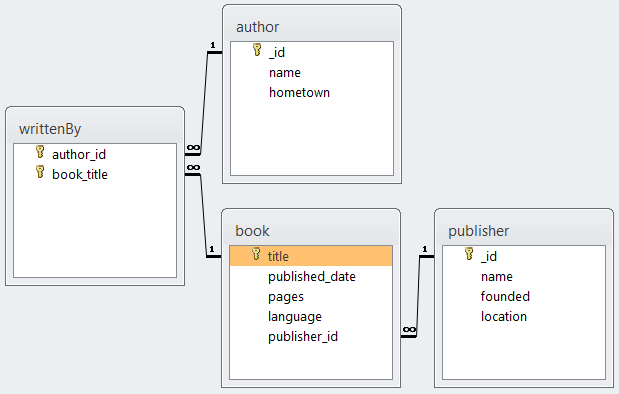 author
_id
name
hometown
writtenBy
author_id
book_title
book
title
published_date
pages
language
publisher_id
publisher
_id
name
founded
location
1
∞
∞
1
1
∞